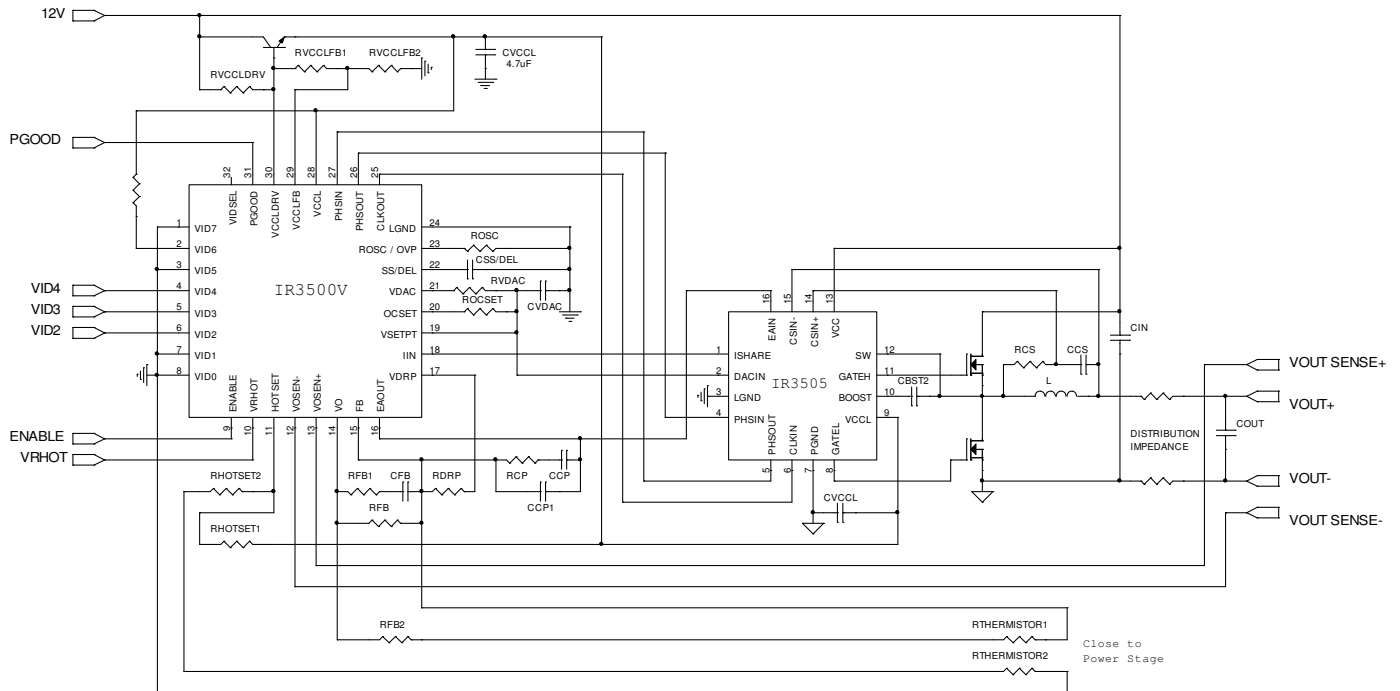 12V
RVCCLFB1
RVCCLFB2
CVCCL
4.7uF
RVCCLDRV
PGOOD
32
31
30
29
28
27
26
25
VIDSEL
PGOOD
VCCLDRV
VCCLFB
VCCL
PHSIN
PHSOUT
CLKOUT
1
VID7
2
VID6
3
VID5
VID4
4
VID4
VID3
5
VID3
VID2
6
VID2
7
VID1
8
VID0
IR3500V
LGND
24
ROSC / OVP
23
ROSC
SS/DEL
22
CSS/DEL
VDAC
21
RVDAC
CVDAC
OCSET
20
ROCSET
VSETPT
19
IIN
18
VDRP
17
ENABLE
VRHOT
HOTSET
VOSEN-
VOSEN+
VO
FB
EAOUT
9
10
11
12
13
14
15
16
ENABLE
VRHOT
16
15
14
13
EAIN
CSIN-
CSIN+
VCC
1
ISHARE
2
DACIN
3
LGND
4
PHSIN
IR3505
SW
12
GATEH
11
BOOST
10
VCCL
9
PHSOUT
CLKIN
PGND
GATEL
5
6
7
8
CBST2
RCS
CCS
L
CIN
VOUT SENSE+
VOUT+
COUT
DISTRIBUTION
IMPEDANCE
VOUT-
VOUT SENSE-
RHOTSET2
RFB1
CFB
RDRP
RCP
CCP
CCP1
RFB
RHOTSET1
CVCCL
RFB2
RTHERMISTOR1
RTHERMISTOR2
Close to
Power Stage